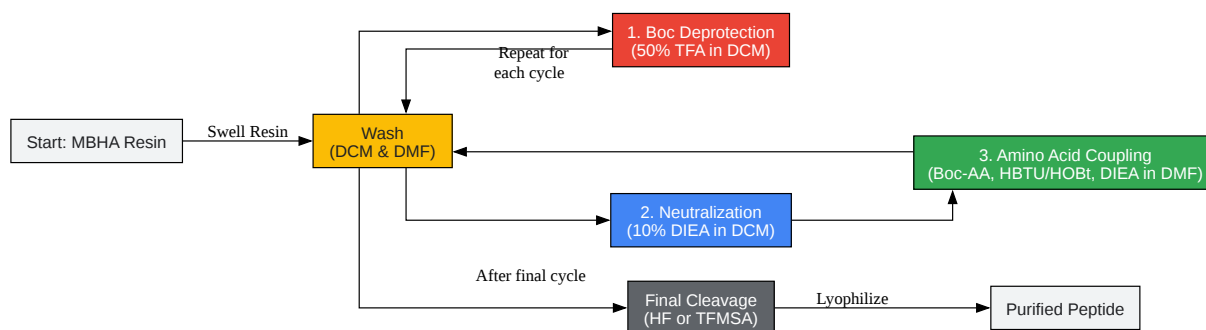 1. Boc Deprotection
(50% TFA in DCM)
Repeat for
each cycle
Start: MBHA Resin
Swell Resin
Wash
(DCM & DMF)
3. Amino Acid Coupling
(Boc-AA, HBTU/HOBt, DIEA in DMF)
2. Neutralization
(10% DIEA in DCM)
After final cycle
Final Cleavage
(HF or TFMSA)
Lyophilize
Purified Peptide